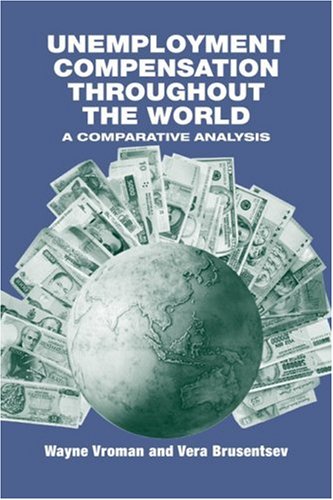 UNEMPLOYMENT
COMPENSATION
THROUGHOUT
THE WORLD
A COMPARATIVE ANALYSIS
Wayne Vroman and Vera Brusentsev